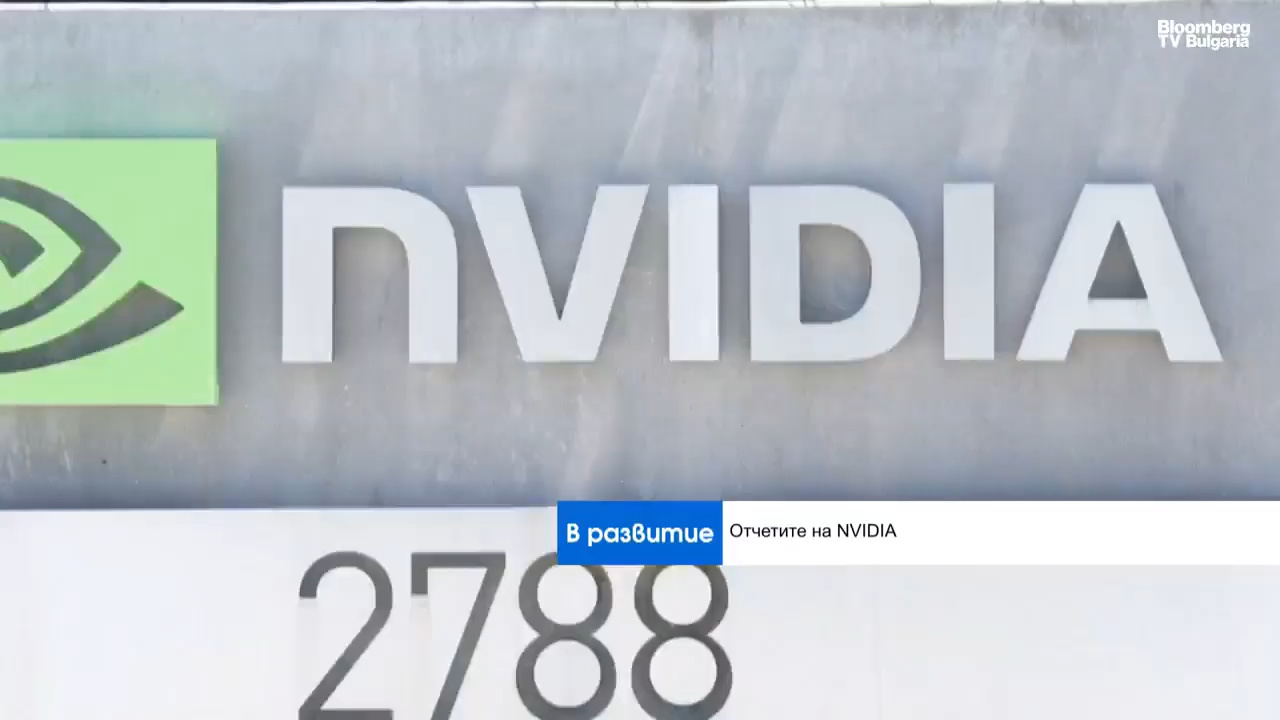 Bloomberg
TV Bulgaria
NVIDIA
В развитие
Отчетите на NVIDIA
2788